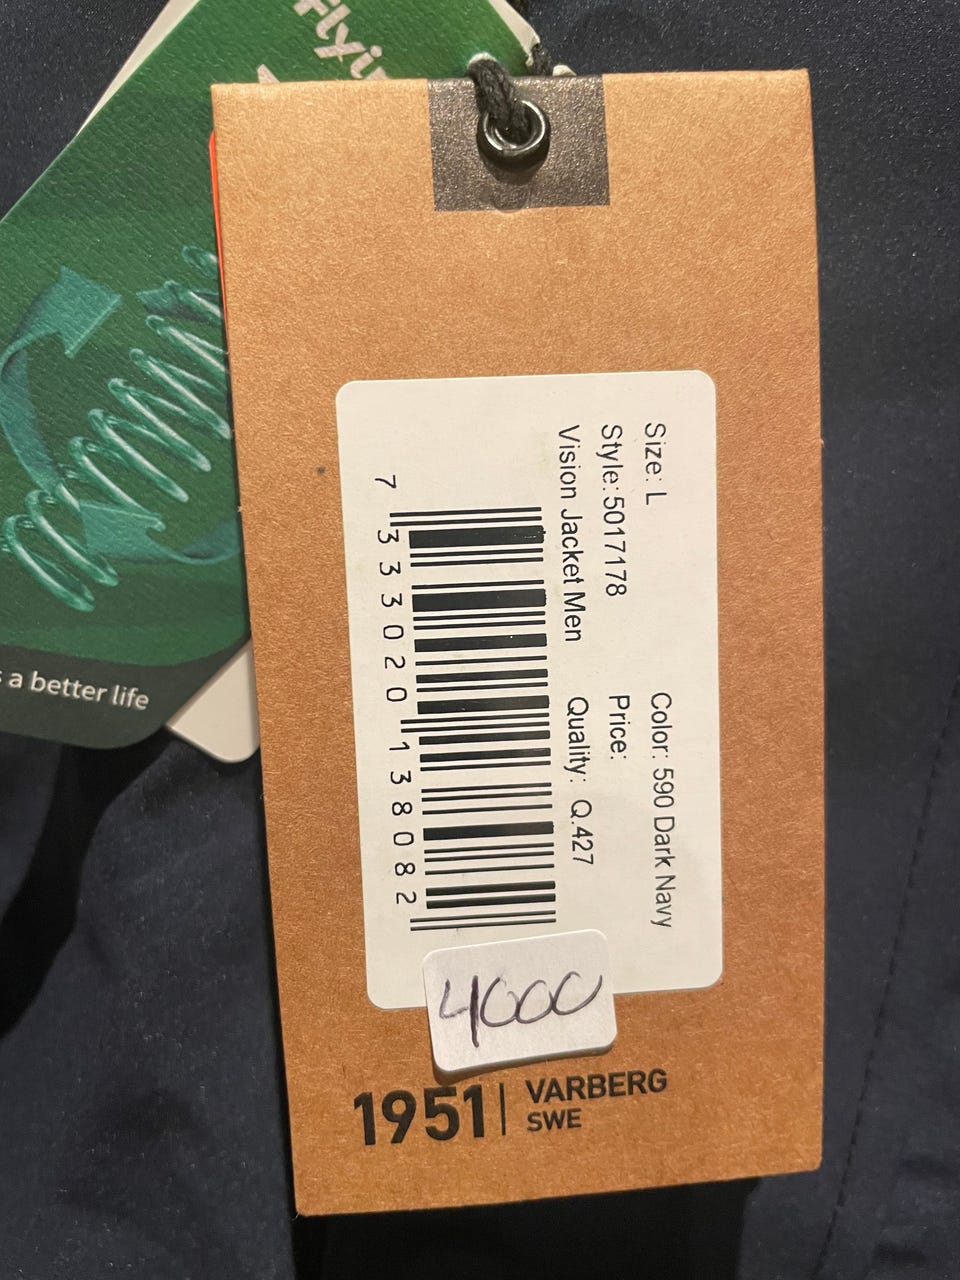 Flyin
s a better life
Size: L
Color: 590 Dark Navy
Style: 5017178
Price:
Vision Jacket Men
Quality: Q.427
7 333020 138082
4000
1951 | VARBERG
SWE